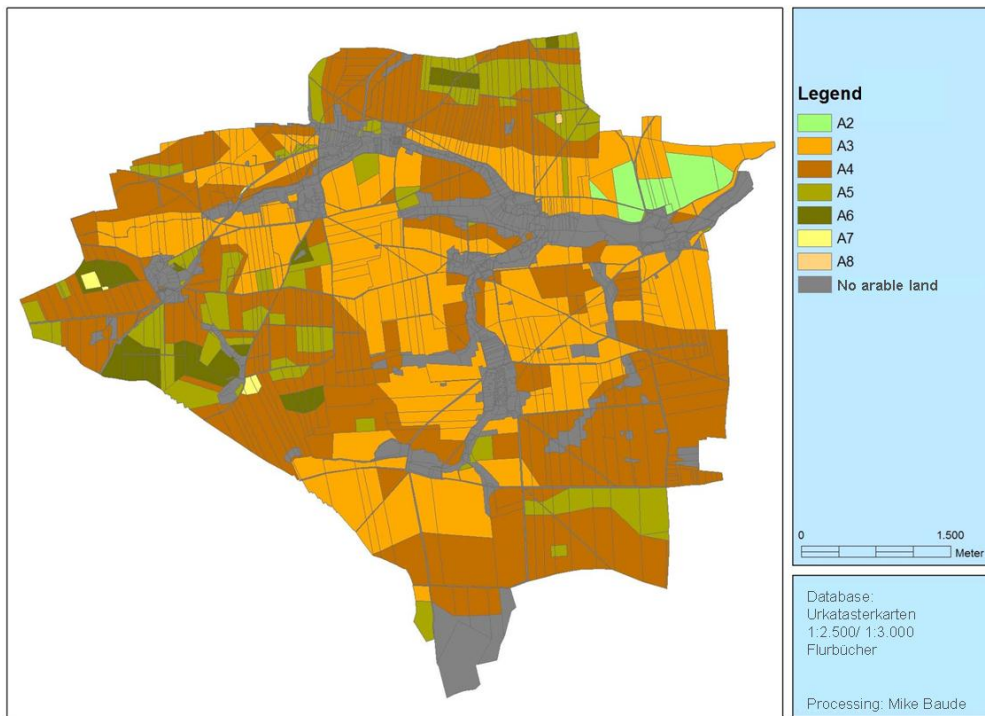 Legend
A2
A3
A4
A5
A6
A7
A8
No arable land
0 1.500
Meter
Database:
Urkatasterkarten
1:2.500/ 1:3.000
Flurbücher
Processing: Mike Baude